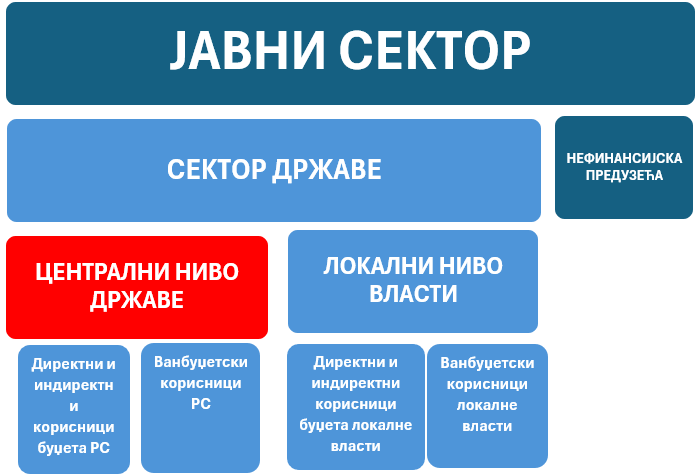 ЈАВНИ СЕКТОР
СЕКТОР ДРЖАВЕ
НЕФИНАНСИЈСКА
ПРЕДУЗЕЋА
ЦЕНТРАЛНИ НИВО
ДРЖАВЕ
ЛОКАЛНИ НИВО
ВЛАСТИ
Директни и
индиректн
и
корисници
буџета РС
Ванбуџетски
корисници
РС
Директни и
индиректни
корисници
буџета локалне
власти
Ванбуџетски
корисници
локалне
власти